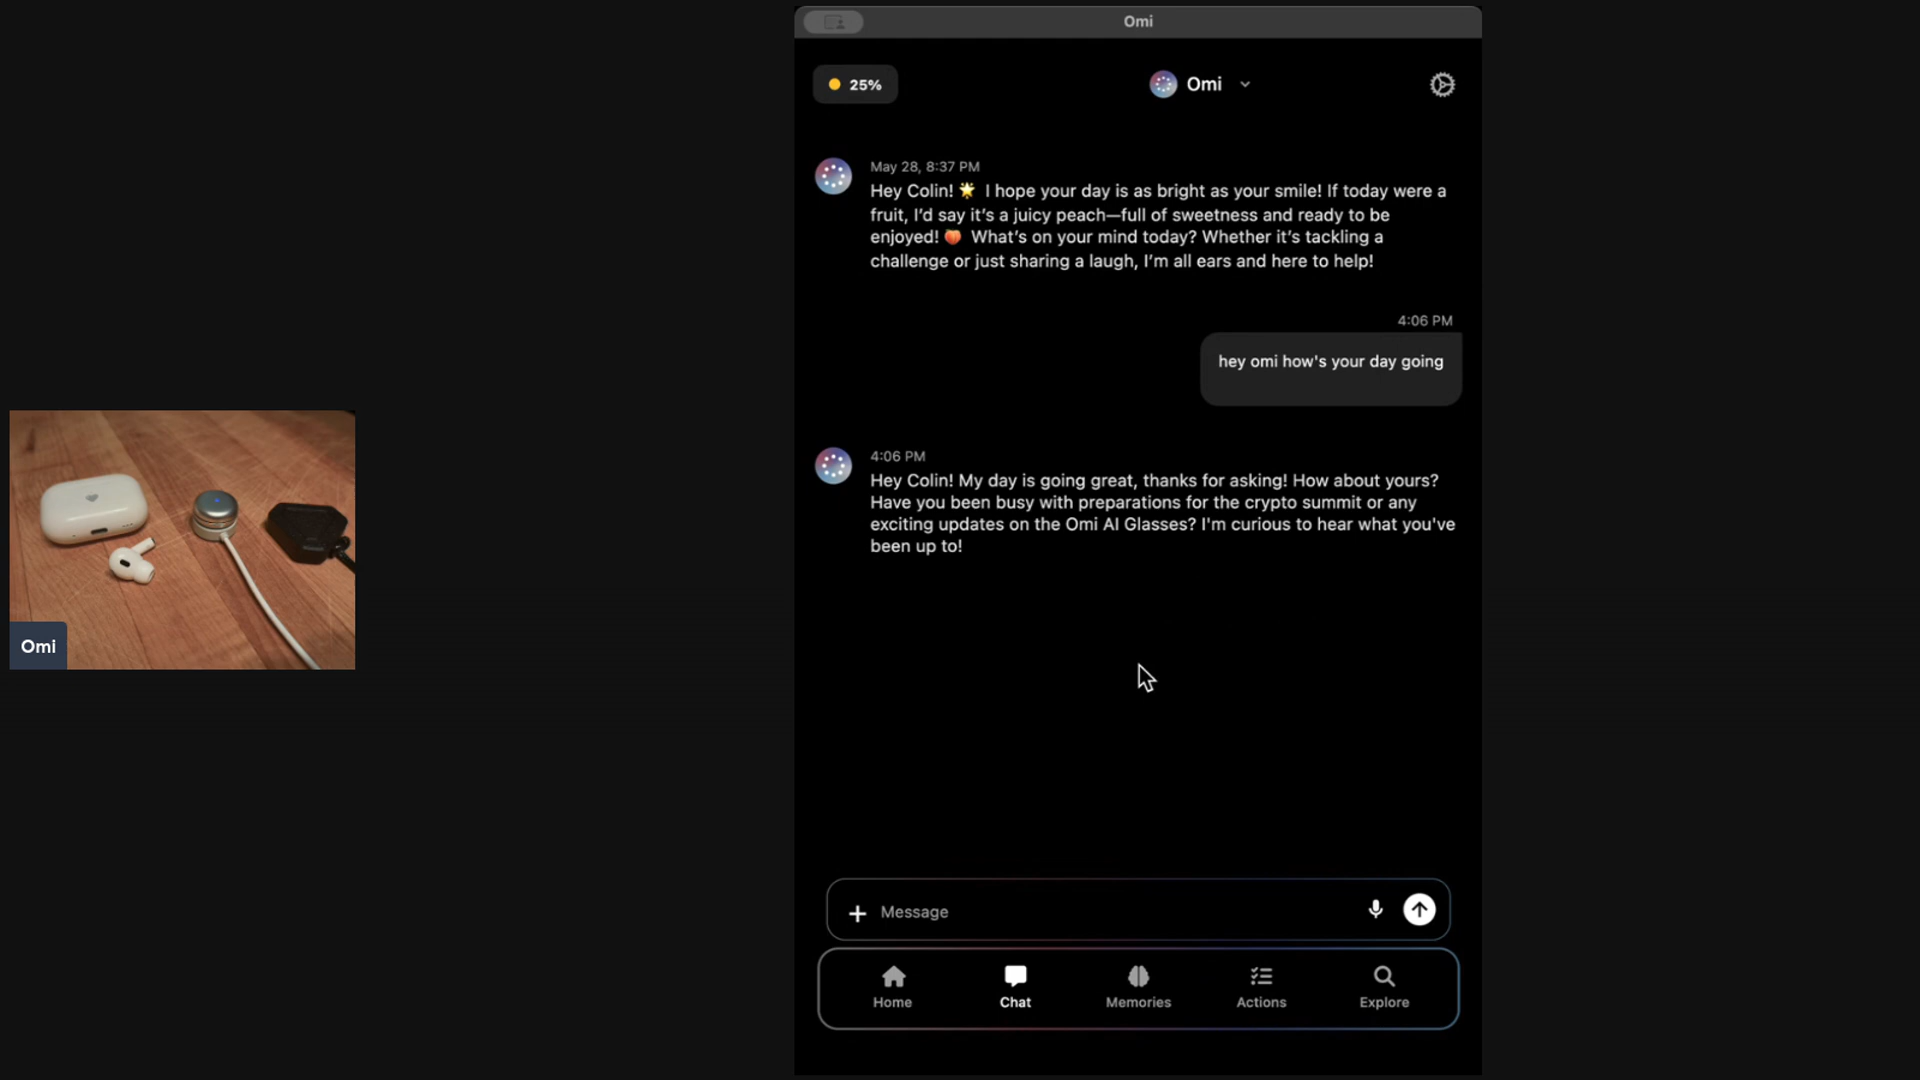 Omi
25%
Omi
May 28, 8:37 PM
Hey Colin! 🌟 I hope your day is as bright as your smile! If today were a
fruit, I'd say it's a juicy peach—full of sweetness and ready to be
enjoyed! 🍑 What's on your mind today? Whether it's tackling a
challenge or just sharing a laugh, I'm all ears and here to help!
4:06 PM
hey omi how's your day going
4:06 PM
Hey Colin! My day is going great, thanks for asking! How about yours?
Have you been busy with preparations for the crypto summit or any
exciting updates on the Omi AI Glasses? I'm curious to hear what you've
been up to!
Omi
Message
Home
Chat
Memories
Actions
Explore